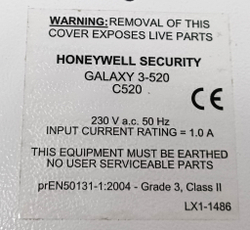 WARNING: REMOVAL OF THIS
COVER EXPOSES LIVE PARTS
HONEYWELL SECURITY
GALAXY 3-520
C520
CE
230 V a.c. 50 Hz
INPUT CURRENT RATING = 1.0 A
THIS EQUIPMENT MUST BE EARTHED
NO USER SERVICEABLE PARTS
prEN50131-1:2004 - Grade 3, Class II
LX1-1486